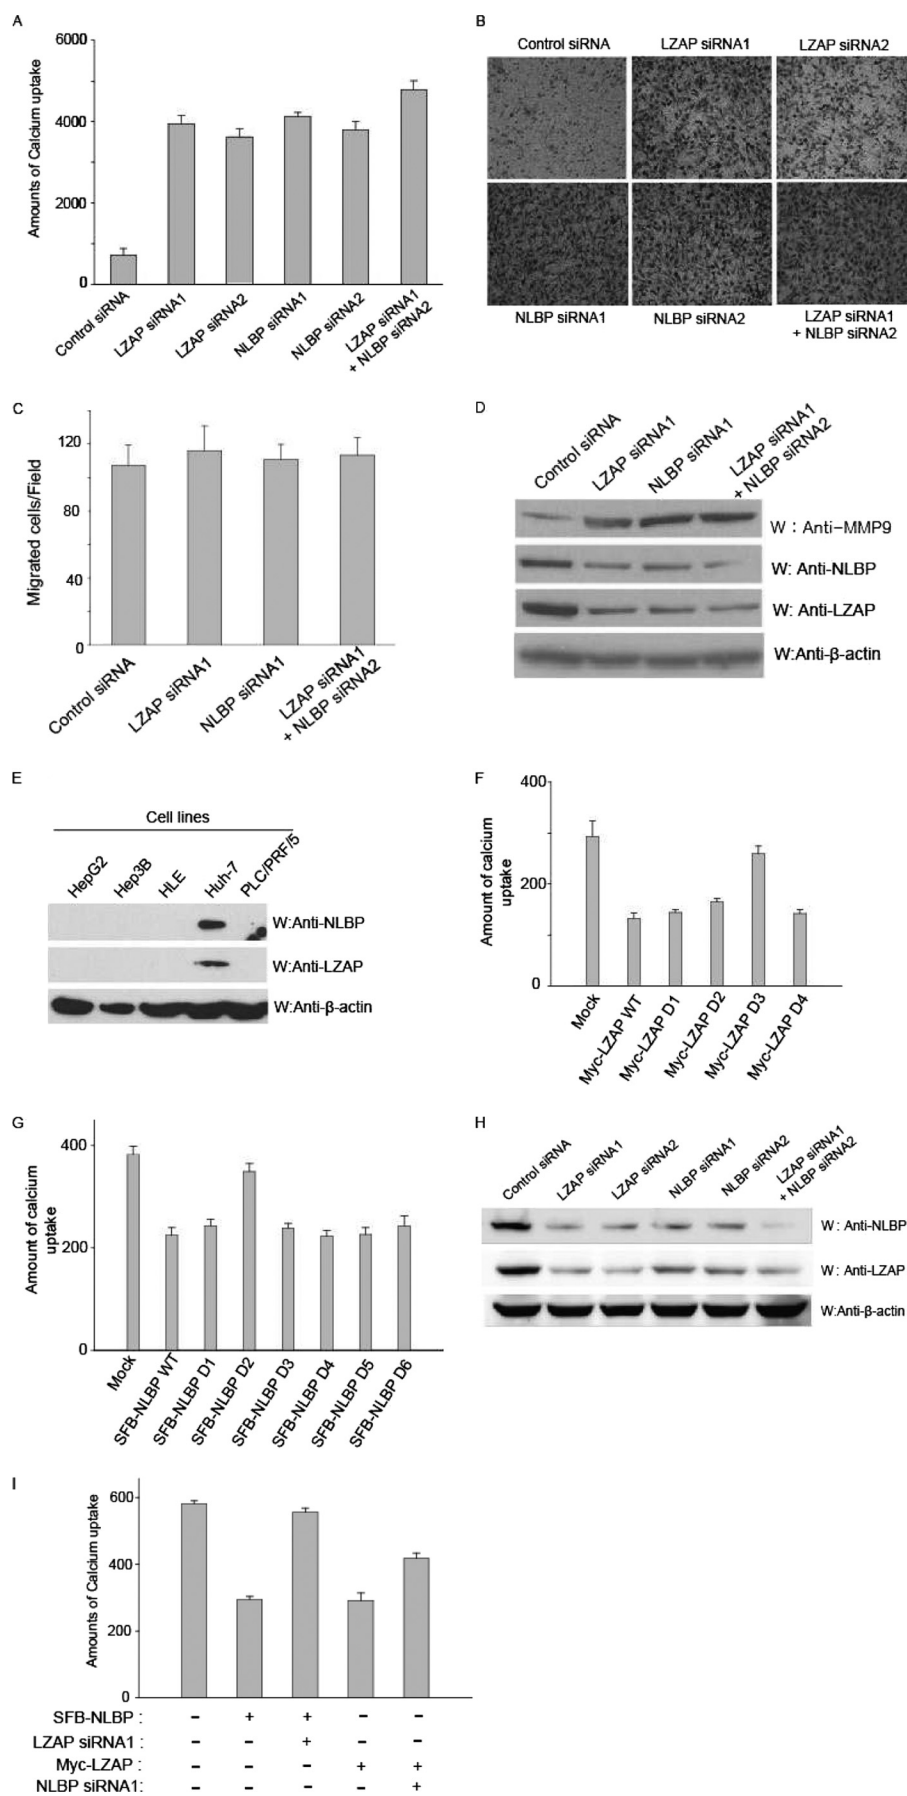 A
Amounts of Calcium uptake
6000
4000
2000
0
Control siRNA
LZAP siRNA1
LZAP siRNA2
NLBP siRNA1
NLBP siRNA2
LZAP siRNA1
+ NLBP siRNA2
B
Control siRNA
LZAP siRNA1
LZAP siRNA2
NLBP siRNA1
NLBP siRNA2
LZAP siRNA1
+ NLBP siRNA2
C
Migrated cells/Field
120
80
40
0
Control siRNA
LZAP siRNA1
NLBP siRNA1
LZAP siRNA1
+ NLBP siRNA2
D
Control siRNA
LZAP siRNA1
NLBP siRNA1
LZAP siRNA1
+ NLBP siRNA2
W : Anti-MMP9
W: Anti-NLBP
W: Anti-LZAP
W:Anti-β-actin
E
Cell lines
HepG2
Hep3B
HLE
Huh-7
PLC/PRF/5
W:Anti-NLBP
W:Anti-LZAP
W:Anti-β-actin
F
Amount of calcium
uptake
400
200
0
Mock
Myc-LZAP WT
Myc-LZAP D1
Myc-LZAP D2
Myc-LZAP D3
Myc-LZAP D4
G
Amount of calcium
uptake
400
200
0
Mock
SFB-NLBP WT
SFB-NLBP D1
SFB-NLBP D2
SFB-NLBP D3
SFB-NLBP D4
SFB-NLBP D5
SFB-NLBP D6
H
Control siRNA
LZAP siRNA1
LZAP siRNA2
NLBP siRNA1
NLBP siRNA2
LZAP siRNA1
+ NLBP siRNA2
W : Anti-NLBP
W : Anti-LZAP
W:Anti-β-actin
I
Amounts of Calcium uptake
600
400
200
0
SFB-NLBP : – + + – –
LZAP siRNA1 : – – + – –
Myc-LZAP : – – – + +
NLBP siRNA1: – – – – +